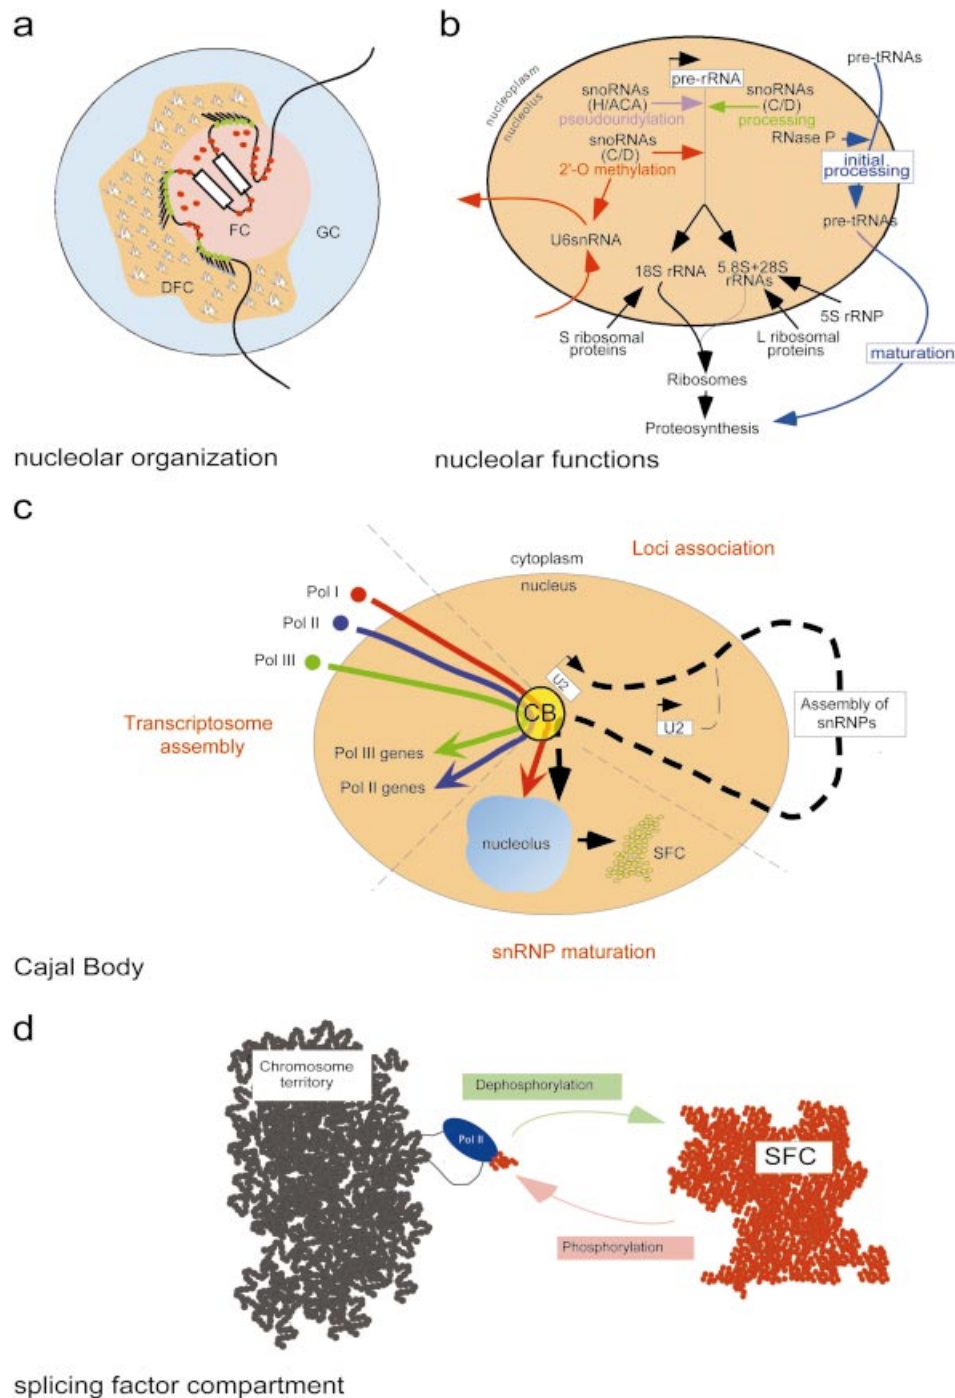 a
FC
GC
DFC
nucleolar organization
b
nucleoplasm
nucleolus
pre-rRNA
pre-tRNAs
snoRNAs
(H/ACA)
pseudouridylation
snoRNAs
(C/D)
processing
RNase P
snoRNAs
(C/D)
2'-O methylation
initial
processing
pre-tRNAs
U6snRNA
18S rRNA
5.8S+28S
rRNAs
5S rRNP
S ribosomal
proteins
L ribosomal
proteins
maturation
Ribosomes
Proteosynthesis
nucleolar functions
c
cytoplasm
nucleus
Loci association
Pol I
Pol II
Pol III
U2
CB
U2
Assembly of
snRNPs
Transcriptosome
assembly
Pol III genes
Pol II genes
nucleolus
SFC
snRNP maturation
Cajal Body
d
Chromosome
territory
Dephosphorylation
Pol II
SFC
Phosphorylation
splicing factor compartment